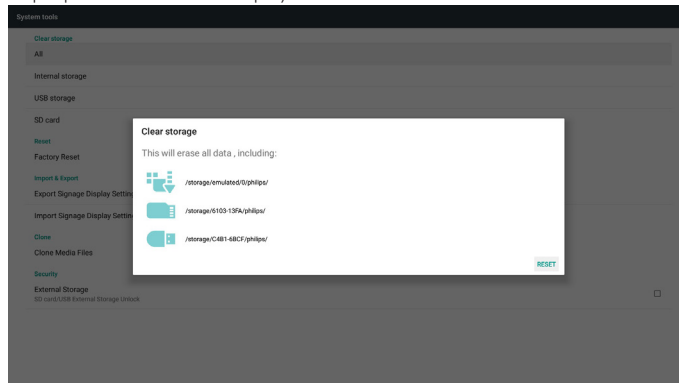 System tools
Clear storage
All
Internal storage
USB storage
SD card
Reset
Factory Reset
Import & Export
Export Signage Display Setting
Import Signage Display Settin
Clone
Clone Media Files
Security
External Storage
SD card/USB External Storage Unlock
Clear storage
This will erase all data , including:
/storage/emulated/0/philips/
/storage/6103-13FA/philips/
/storage/C4B1-6BCF/philips/
RESET